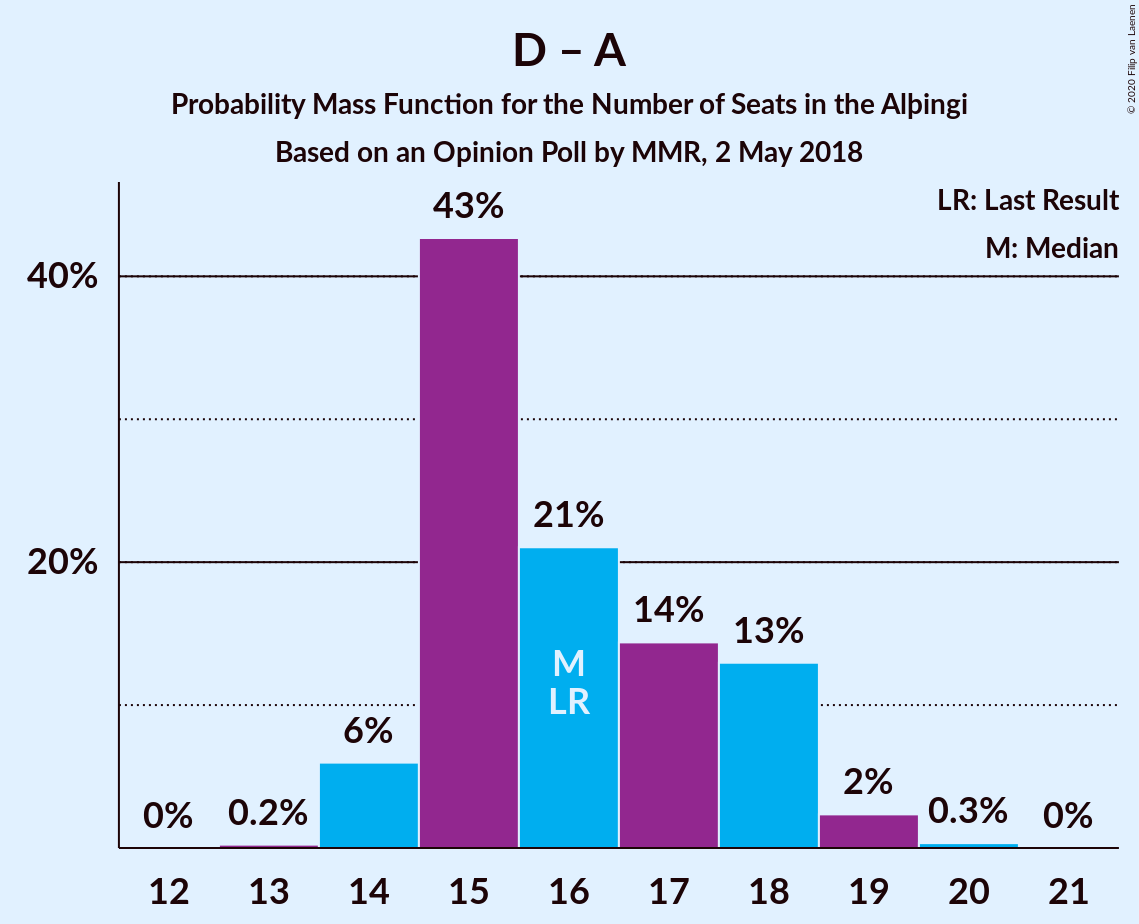 D – A
Probability Mass Function for the Number of Seats in the Alþingi
Based on an Opinion Poll by MMR, 2 May 2018
© 2020 Filip van Laenen
LR: Last Result
M: Median
40%
20%
0%
0.2%
6%
43%
21%
14%
13%
2%
0.3%
0%
M
LR
12 13 14 15 16 17 18 19 20 21